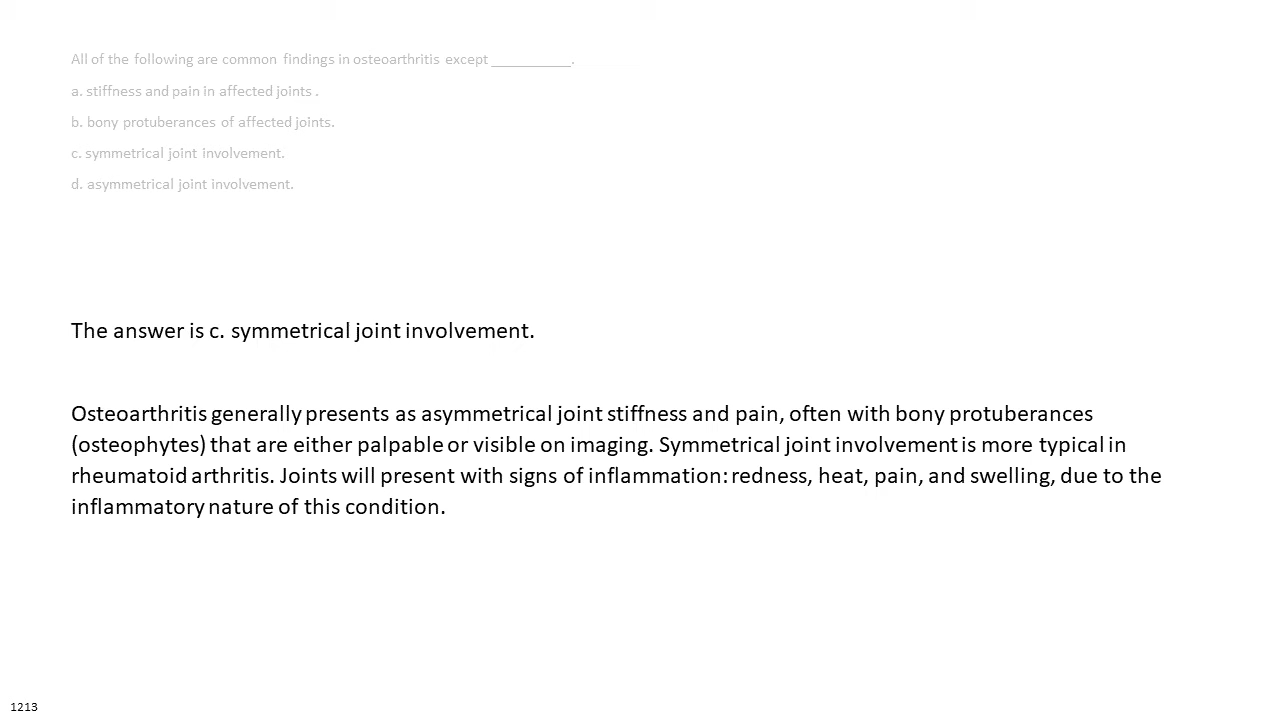 All of the following are common findings in osteoarthritis except __________.
a. stiffness and pain in affected joints .
b. bony protuberances of affected joints.
c. symmetrical joint involvement.
d. asymmetrical joint involvement.
The answer is c. symmetrical joint involvement.
Osteoarthritis generally presents as asymmetrical joint stiffness and pain, often with bony protuberances
(osteophytes) that are either palpable or visible on imaging. Symmetrical joint involvement is more typical in
rheumatoid arthritis. Joints will present with signs of inflammation: redness, heat, pain, and swelling, due to the
inflammatory nature of this condition.
1213